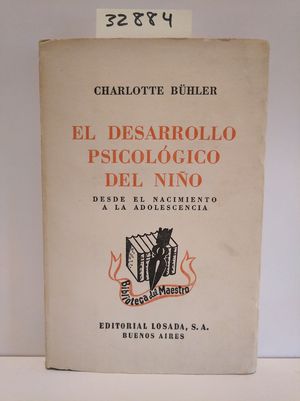 32884
CHARLOTTE BÜHLER
EL DESARROLLO
PSICOLÓGICO
DEL NIÑO
DESDE EL NACIMIENTO
A LA ADOLESCENCIA
Biblioteca del Maestro
EDITORIAL LOSADA, S.A.
BUENOS AIRES